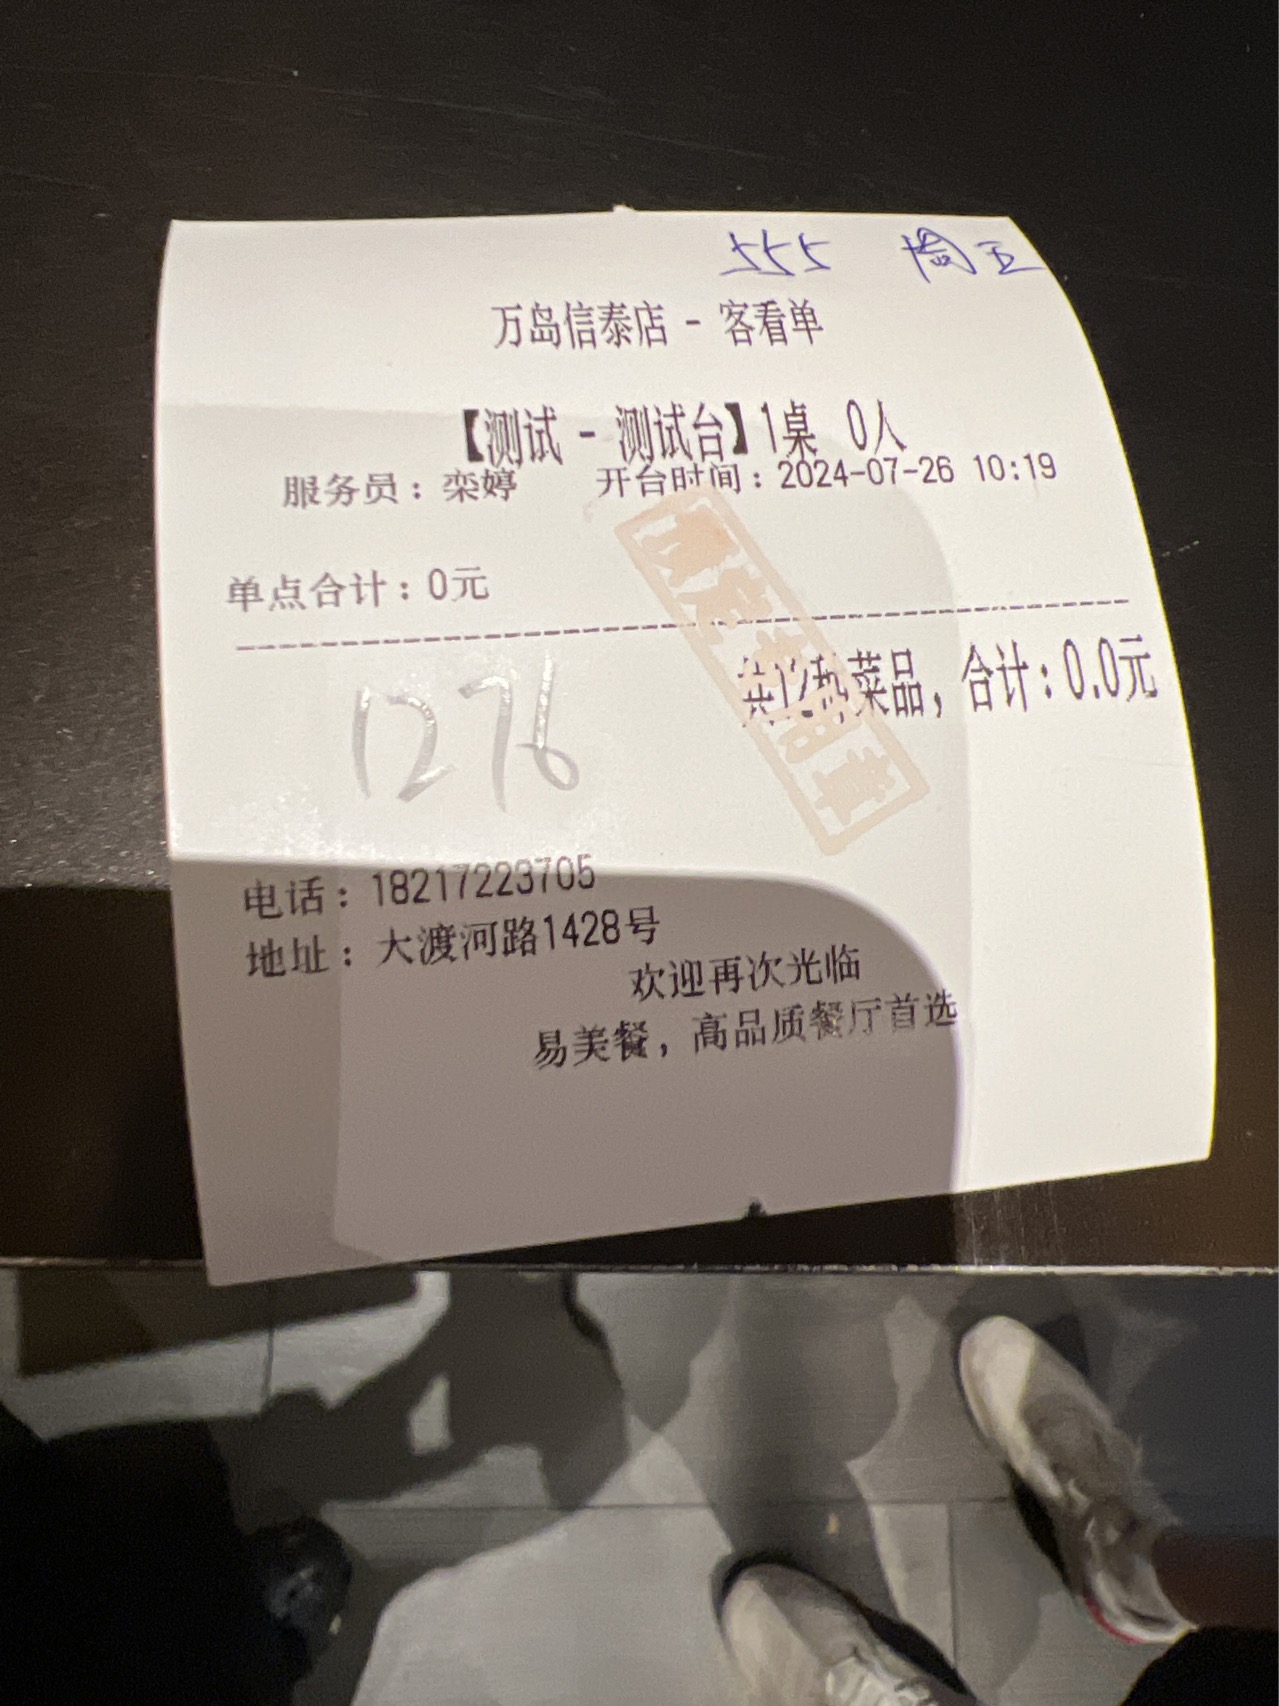 555
万岛信泰店 - 客看单
【测试 - 测试台】1桌 0人
服务员：栾婷 开台时间：2024-07-26 10:19
单点合计：0元
菜品，合计：0.0元
1276
电话：18217223705
地址：大渡河路1428号
欢迎再次光临
易美餐，高品质餐厅首选